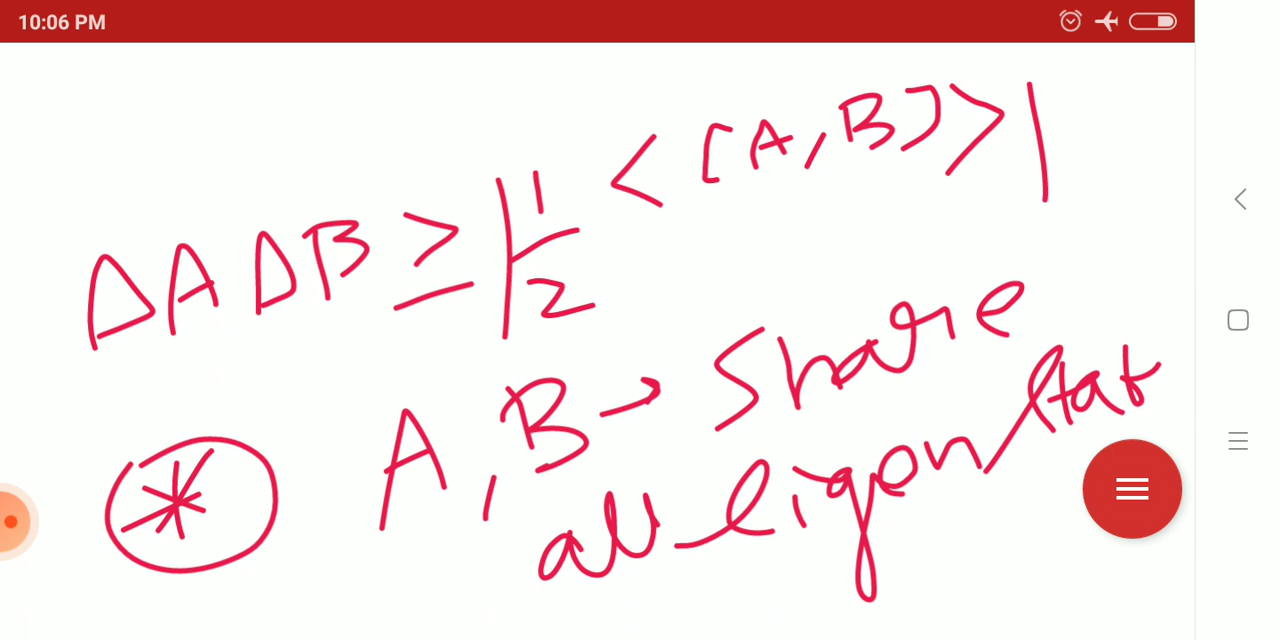 10:06 PM
ΔAΔB ≥ |1/2 <[A,B]>|
* A, B → Share
all eigenstat